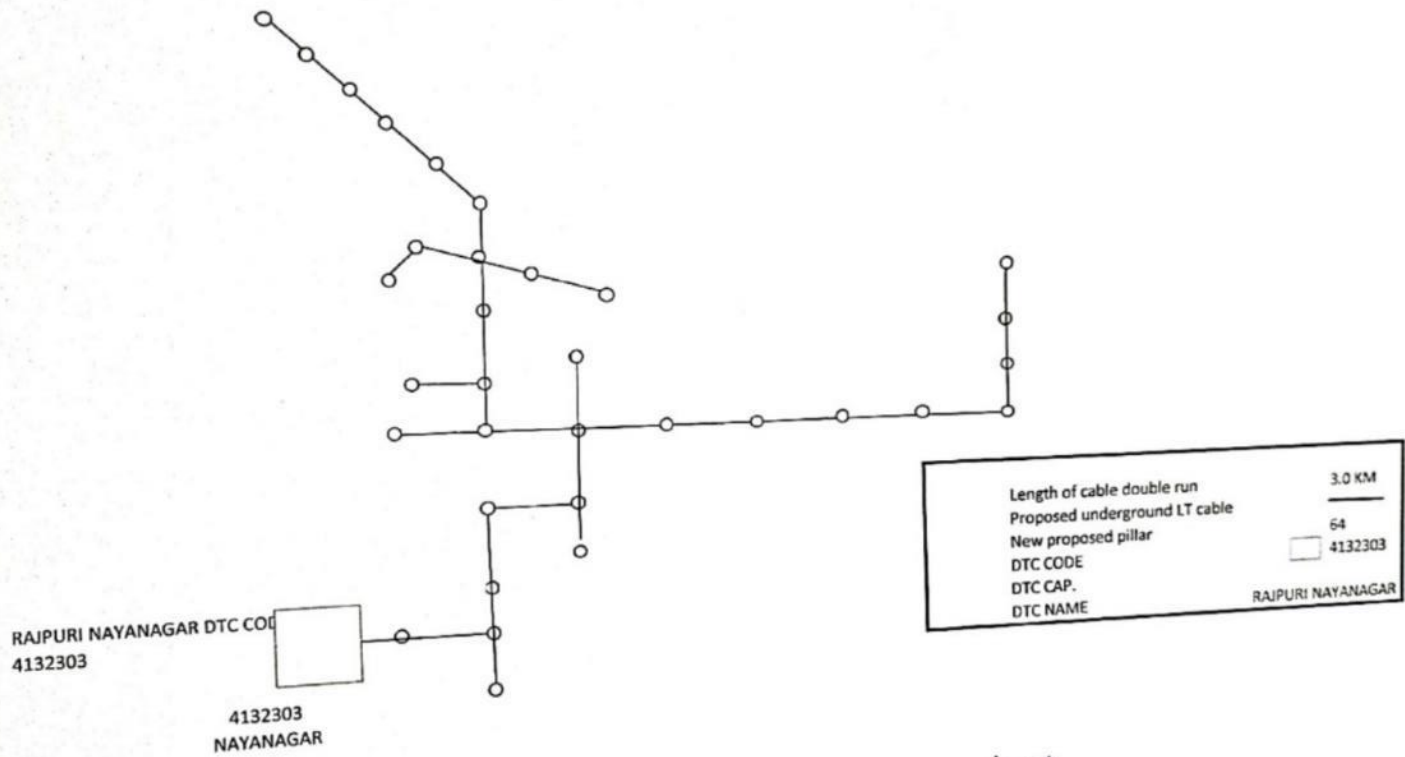 RAJPURI NAYANAGAR DTC COD
4132303
4132303
NAYANAGAR
Length of cable double run 3.0 KM
Proposed underground LT cable
New proposed pillar 64
DTC CODE 4132303
DTC CAP.
DTC NAME RAJPURI NAYANAGAR